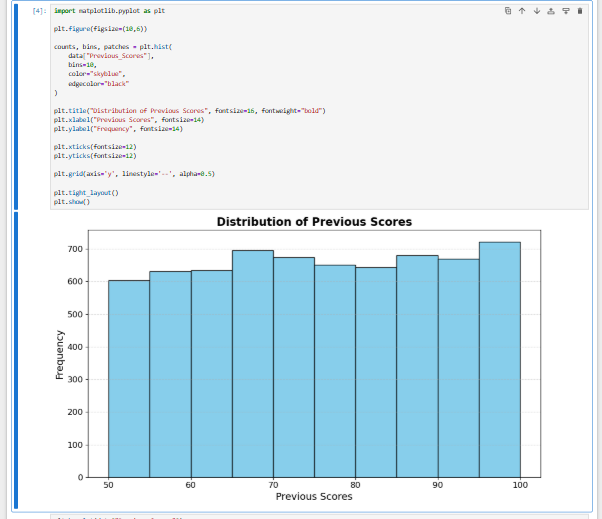 [4]: import matplotlib.pyplot as plt
plt.figure(figsize=(10,6))
counts, bins, patches = plt.hist(
data["Previous_Scores"],
bins=10,
color="skyblue",
edgecolor="black"
)
plt.title("Distribution of Previous Scores", fontsize=16, fontweight="bold")
plt.xlabel("Previous Scores", fontsize=14)
plt.ylabel("Frequency", fontsize=14)
plt.xticks(fontsize=12)
plt.yticks(fontsize=12)
plt.grid(axis='y', linestyle='--', alpha=0.5)
plt.tight_layout()
plt.show()
Distribution of Previous Scores
700
600
500
400
300
200
100
0
Frequency
50 60 70 80 90 100
Previous Scores